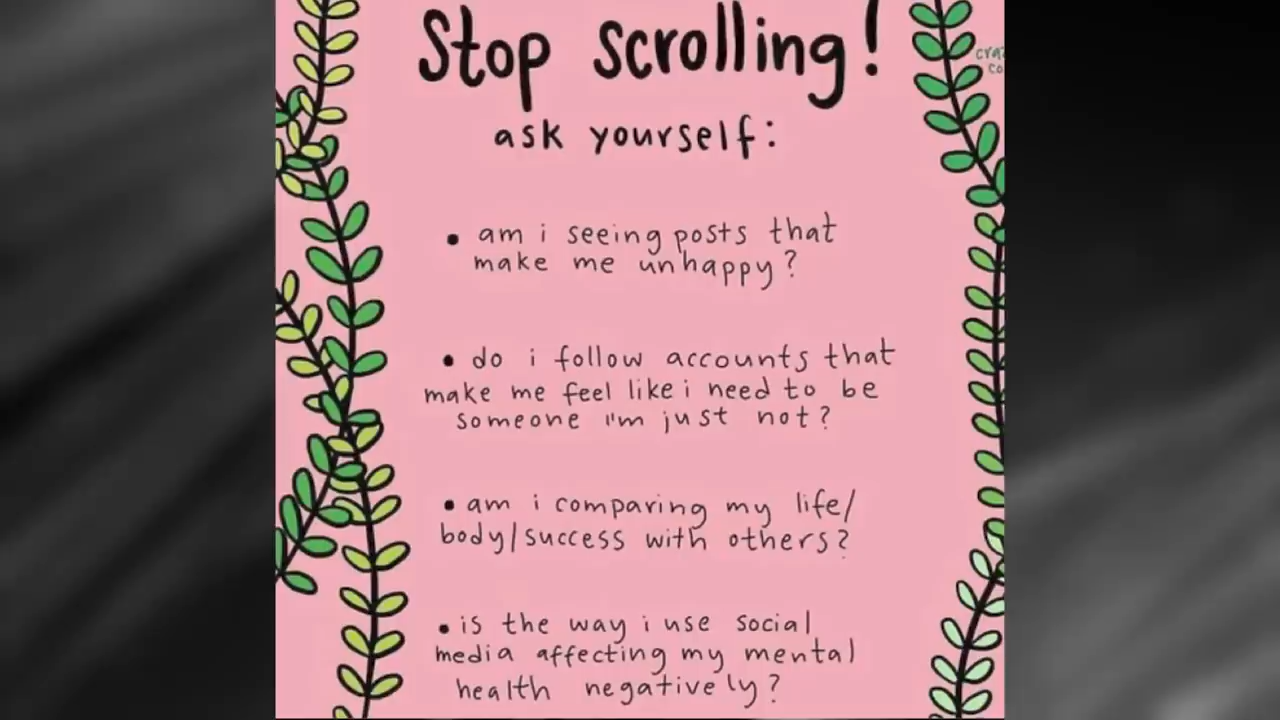 Stop scrolling!
ask yourself:
• am i seeing posts that
make me unhappy?
• do i follow accounts that
make me feel like i need to be
someone i'm just not?
• am i comparing my life/
body/success with others?
• is the way i use social
media affecting my mental
health negatively?